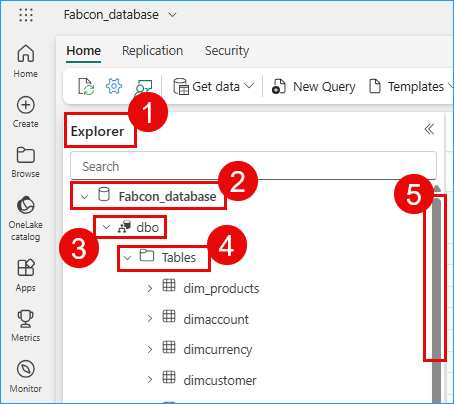 Fabcon_database
Home Replication Security
Get data New Query Templates
Home
Create
Browse
OneLake
catalog
Apps
Metrics
Monitor
1
Explorer
Search
2
Fabcon_database
5
3
dbo
4
Tables
dim_products
dimaccount
dimcurrency
dimcustomer